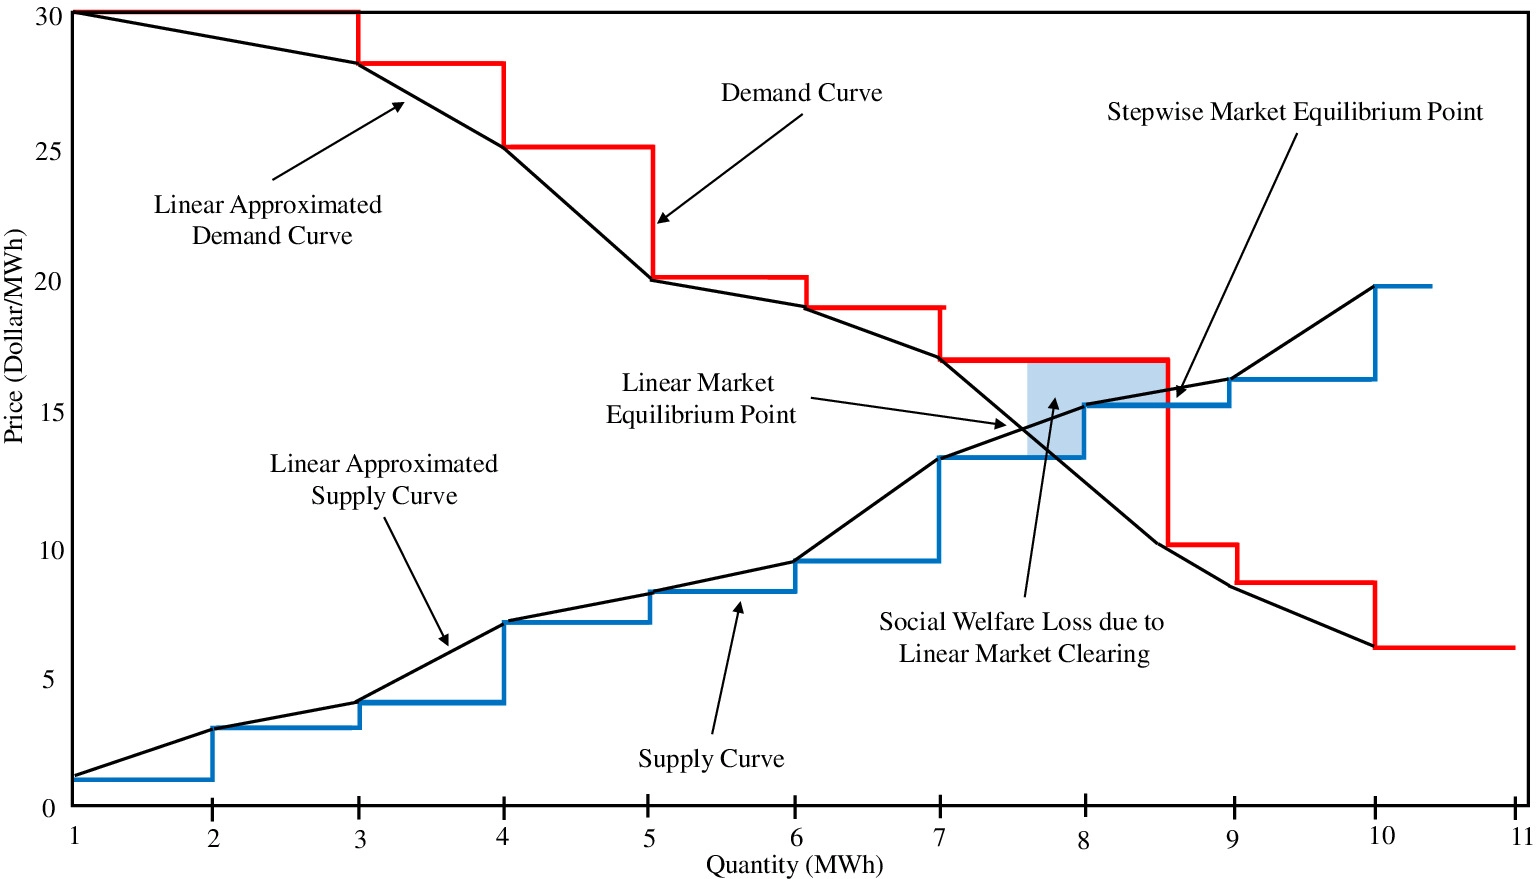 30
25
20
15
10
5
0
Price (Dollar/MWh)
Demand Curve
Stepwise Market Equilibrium Point
Linear Approximated
Demand Curve
Linear Market
Equilibrium Point
Linear Approximated
Supply Curve
Social Welfare Loss due to
Linear Market Clearing
Supply Curve
1 2 3 4 5 6 7 8 9 10 11
Quantity (MWh)